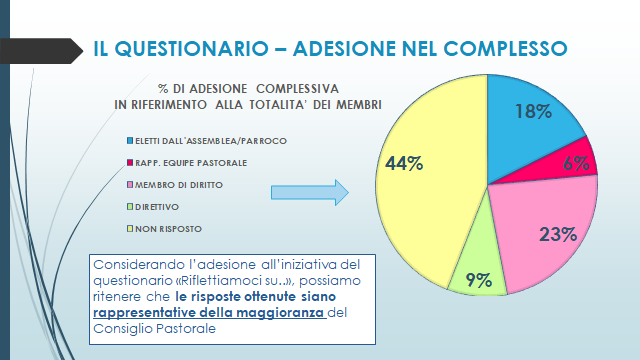 IL QUESTIONARIO – ADESIONE NEL COMPLESSO
% DI ADESIONE COMPLESSIVA
IN RIFERIMENTO ALLA TOTALITA' DEI MEMBRI
ELETTI DALL'ASSEMBLEA/PARROCO
RAPP. EQUIPE PASTORALE
MEMBRO DI DIRITTO
DIRETTIVO
NON RISPOSTO
18%
6%
23%
9%
44%
Considerando l'adesione all'iniziativa del
questionario «Riflettiamoci su..», possiamo
ritenere che le risposte ottenute siano
rappresentative della maggioranza del
Consiglio Pastorale